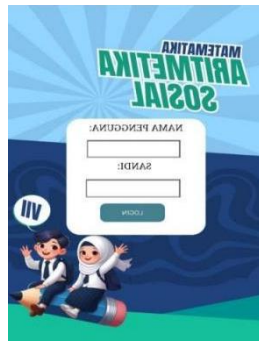 MATEMATIKA
ARITMETIKA
SOSIAL
NAMA PENGGUNA:
SANDI:
LOGIN
VII